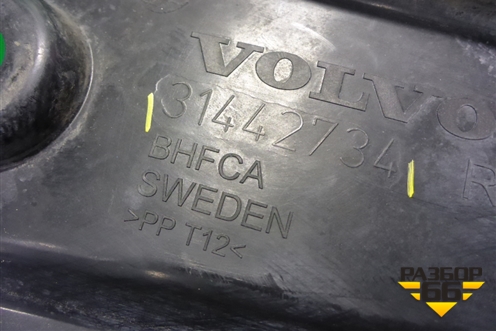 VOLVO
31442734 R
BHFCA
SWEDEN
>PP T12<
РАЗБОР
66